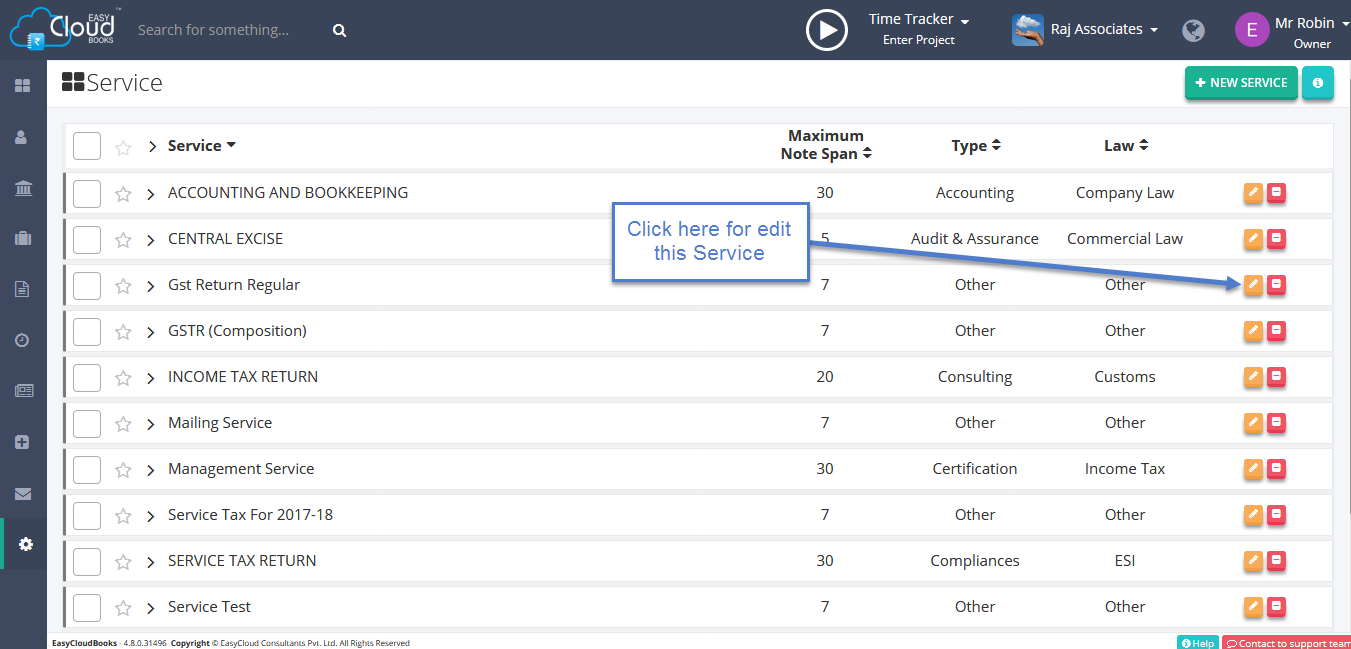 EASY
Cloud
BOOKS
™
Search for something...
Time Tracker
Enter Project
Raj Associates
E
Mr Robin
Owner
Service
+ NEW SERVICE
Service
Maximum
Note Span
Type
Law
ACCOUNTING AND BOOKKEEPING 30 Accounting Company Law
CENTRAL EXCISE 5 Audit & Assurance Commercial Law
Click here for edit
this Service
Gst Return Regular 7 Other Other
GSTR (Composition) 7 Other Other
INCOME TAX RETURN 20 Consulting Customs
Mailing Service 7 Other Other
Management Service 30 Certification Income Tax
Service Tax For 2017-18 7 Other Other
SERVICE TAX RETURN 30 Compliances ESI
Service Test 7 Other Other
EasyCloudBooks - 4.8.0.31496 Copyright © EasyCloud Consultants Pvt. Ltd. All Rights Reserved
Help
Contact to support team